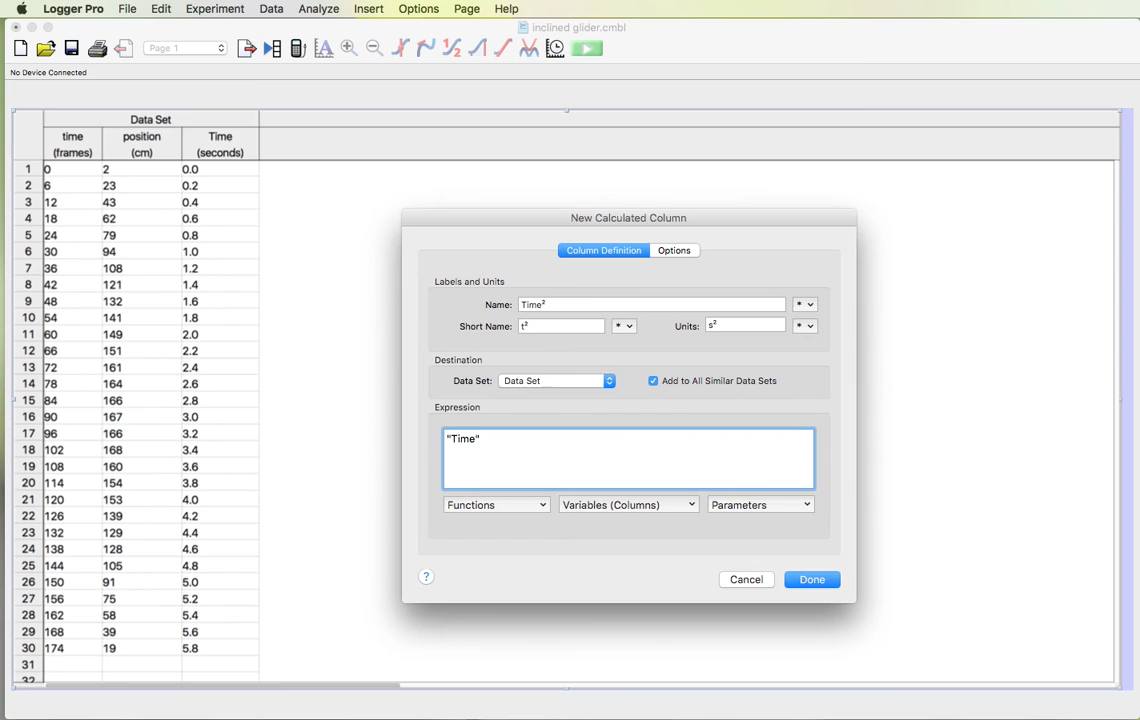 Logger Pro File Edit Experiment Data Analyze Insert Options Page Help
inclined glider.cmbl
Page 1
No Device Connected
Data Set
time position Time
(frames) (cm) (seconds)
1 0 2 0.0
2 6 23 0.2
3 12 43 0.4
4 18 62 0.6
5 24 79 0.8
6 30 94 1.0
7 36 108 1.2
8 42 121 1.4
9 48 132 1.6
10 54 141 1.8
11 60 149 2.0
12 66 151 2.2
13 72 161 2.4
14 78 164 2.6
15 84 166 2.8
16 90 167 3.0
17 96 166 3.2
18 102 168 3.4
19 108 160 3.6
20 114 154 3.8
21 120 153 4.0
22 126 139 4.2
23 132 129 4.4
24 138 128 4.6
25 144 105 4.8
26 150 91 5.0
27 156 75 5.2
28 162 58 5.4
29 168 39 5.6
30 174 19 5.8
31
32
New Calculated Column
Column Definition Options
Labels and Units
Name: Time² *
Short Name: t² * Units: s² *
Destination
Data Set: Data Set Add to All Similar Data Sets
Expression
"Time"
Functions Variables (Columns) Parameters
? Cancel Done